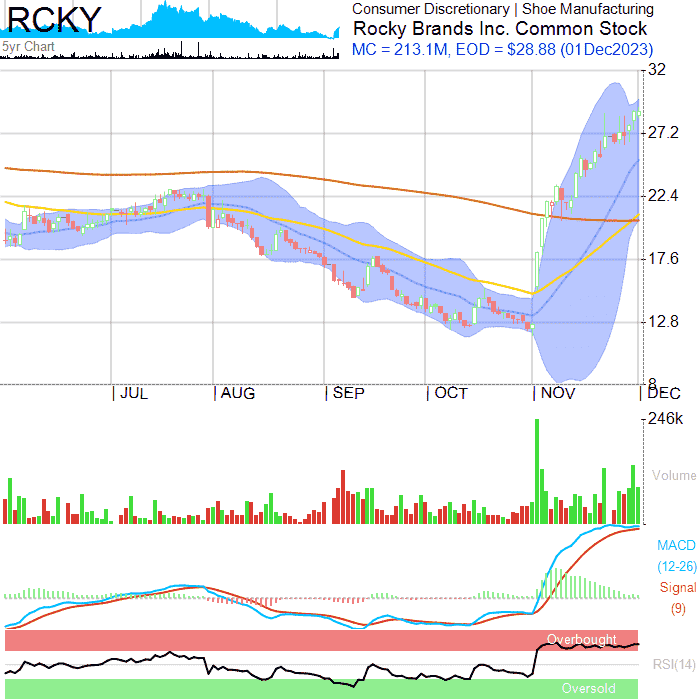 RCKY
5yr Chart
Consumer Discretionary | Shoe Manufacturing
Rocky Brands Inc. Common Stock
MC = 213.1M, EOD = $28.88 (01Dec2023)
32
27.2
22.4
17.6
12.8
8
JUL AUG SEP OCT NOV DEC
246k
Volume
MACD
(12-26)
Signal
(9)
Overbought
RSI(14)
Oversold